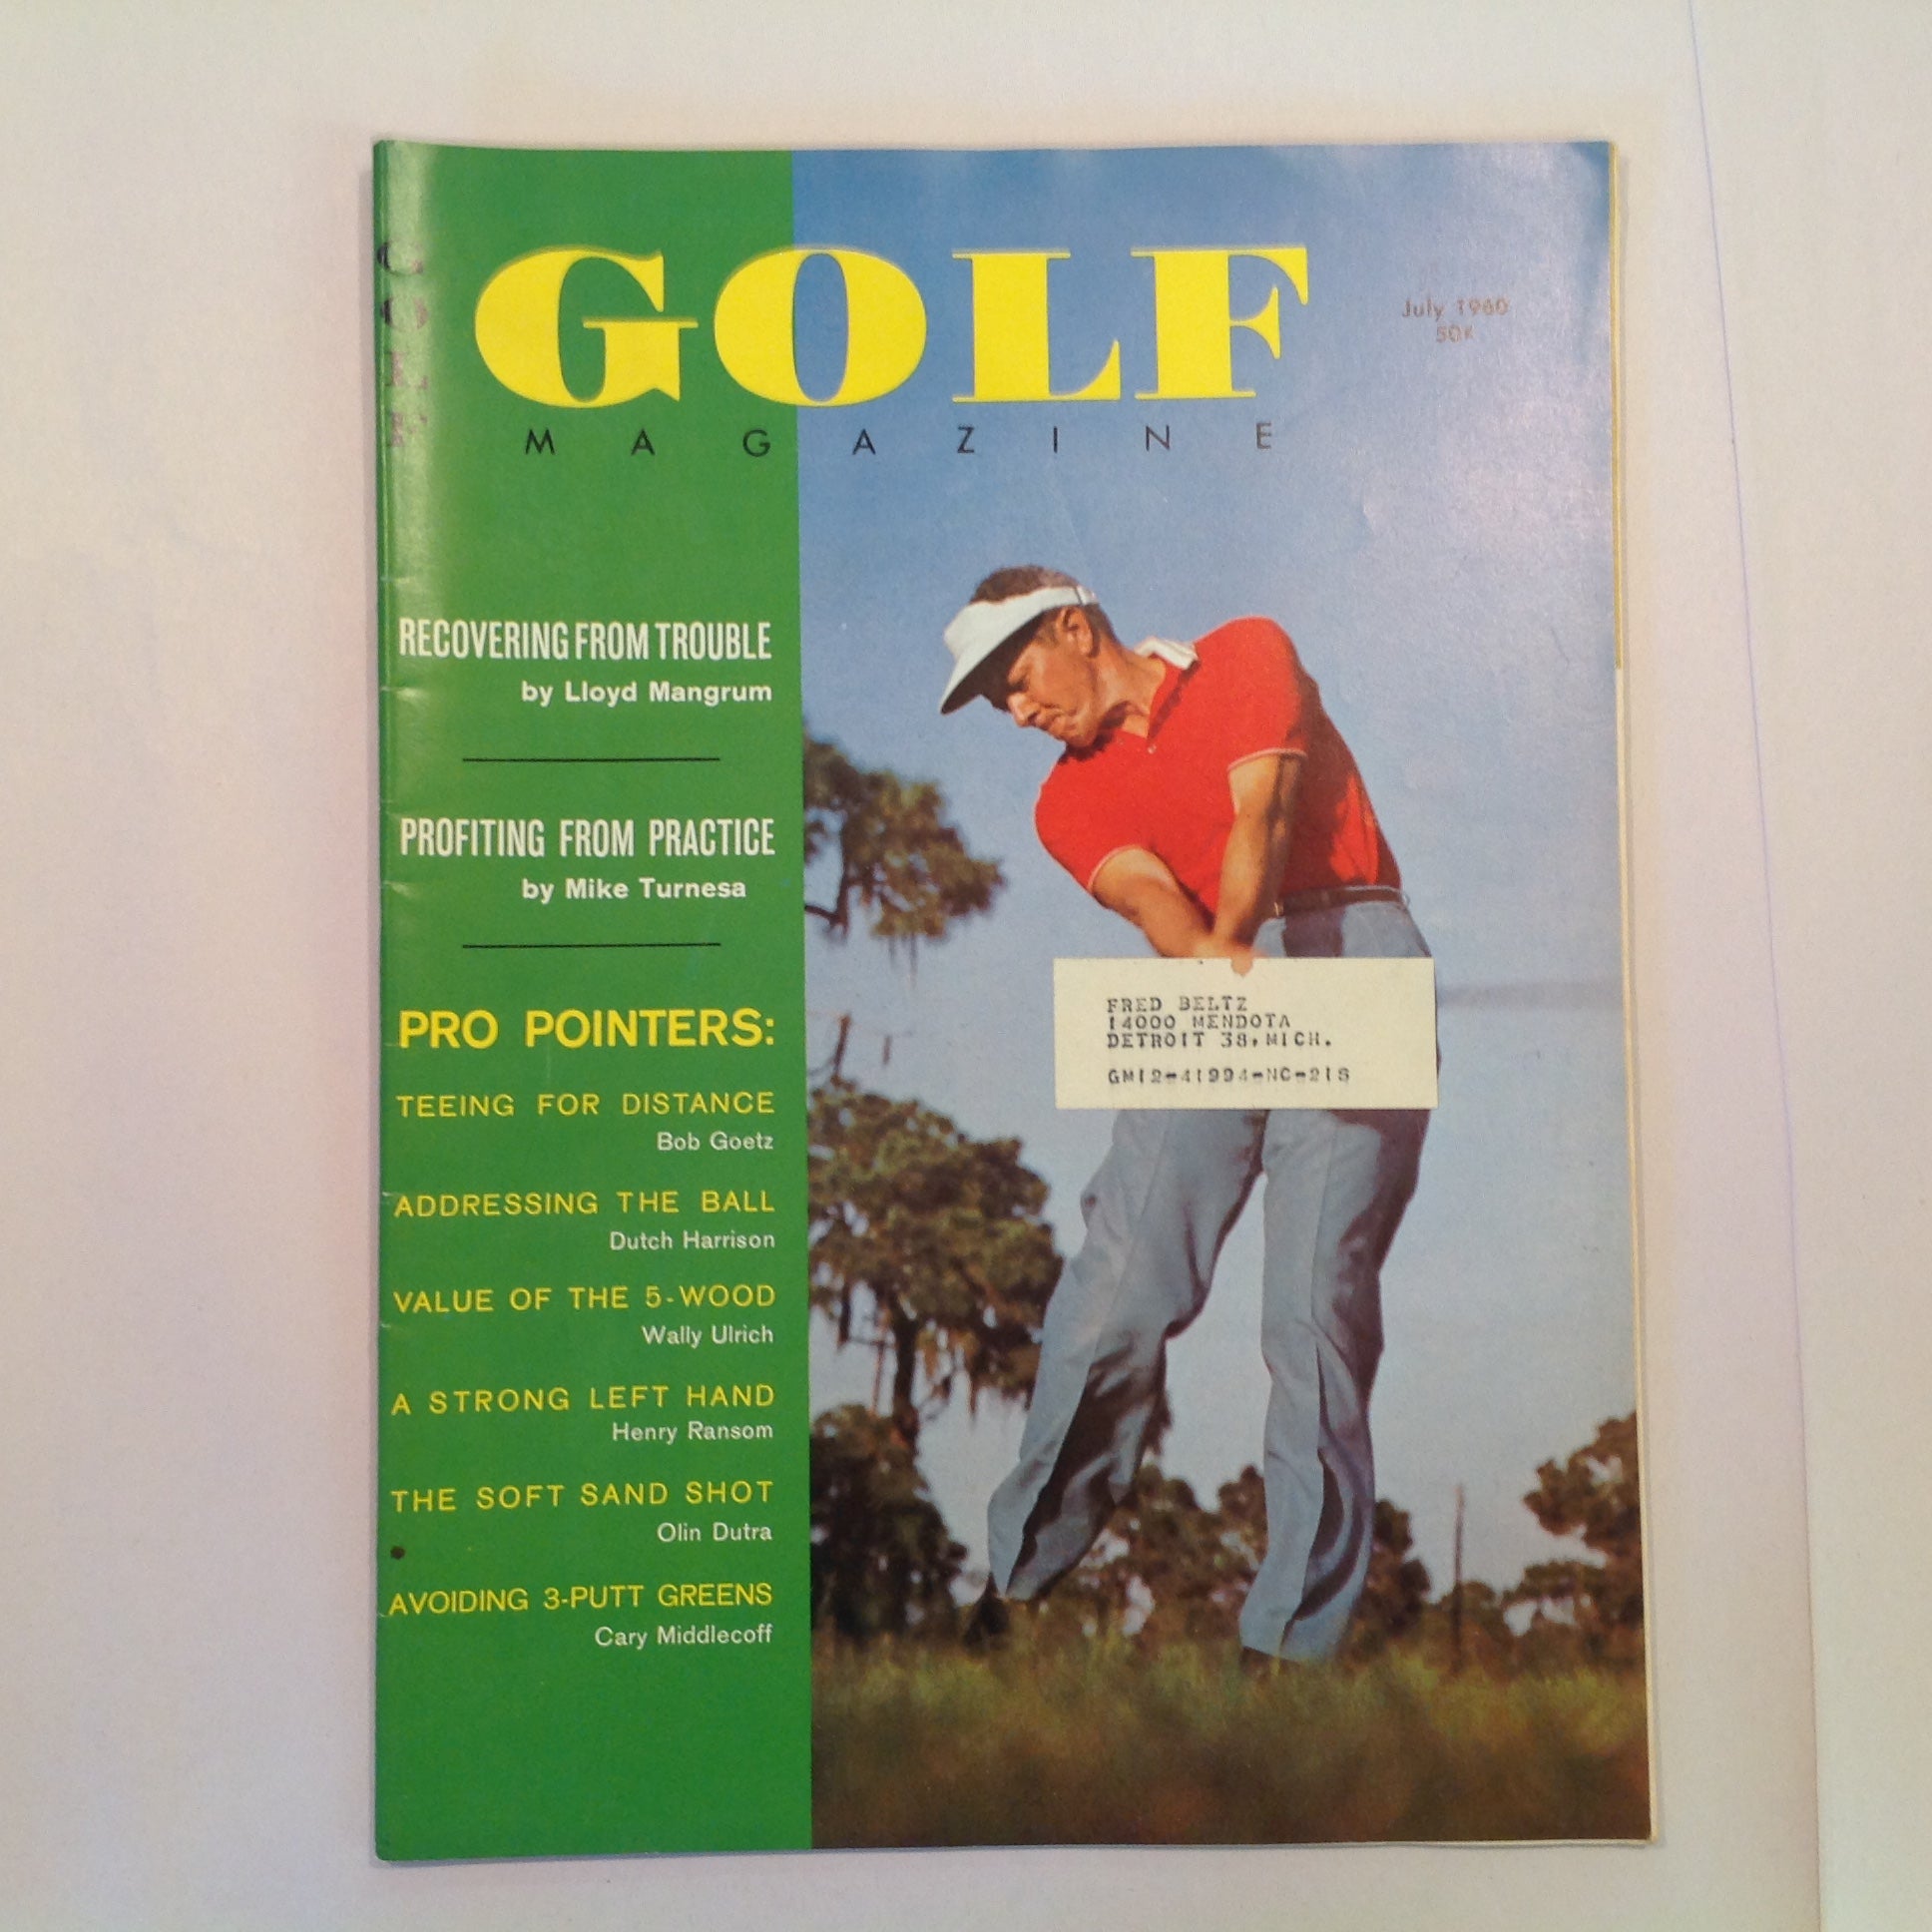 GOLF
GOLF
July 1960
50¢
MAGAZINE
RECOVERING FROM TROUBLE
by Lloyd Mangrum
PROFITING FROM PRACTICE
by Mike Turnesa
PRO POINTERS:
TEEING FOR DISTANCE
Bob Goetz
ADDRESSING THE BALL
Dutch Harrison
VALUE OF THE 5-WOOD
Wally Ulrich
A STRONG LEFT HAND
Henry Ransom
THE SOFT SAND SHOT
Olin Dutra
AVOIDING 3-PUTT GREENS
Cary Middlecoff
FRED BELTZ
14000 MENDOTA
DETROIT 38, MICH.
GM12-41994-NC-21S